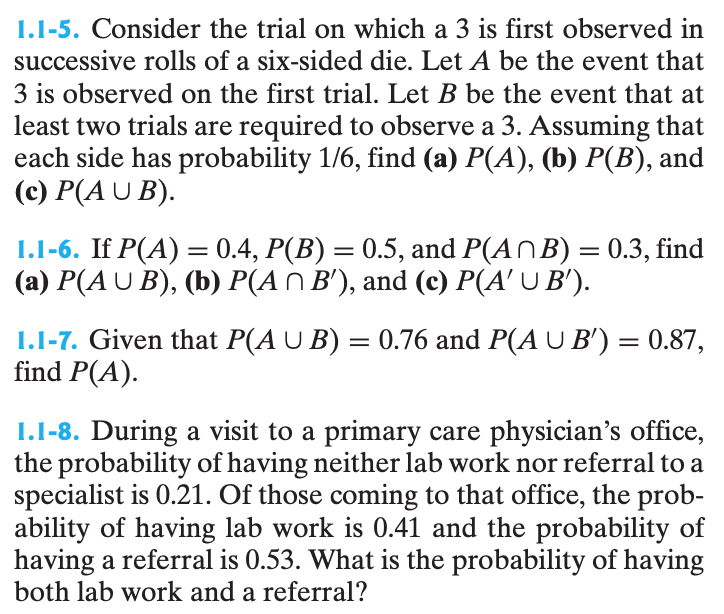 1.1-5. Consider the trial on which a 3 is first observed in
successive rolls of a six-sided die. Let A be the event that
3 is observed on the first trial. Let B be the event that at
least two trials are required to observe a 3. Assuming that
each side has probability 1/6, find (a) P(A), (b) P(B), and
(c) P(A ∪ B).
1.1-6. If P(A) = 0.4, P(B) = 0.5, and P(A∩B) = 0.3, find
(a) P(A ∪ B), (b) P(A ∩ B′), and (c) P(A′ ∪ B′).
1.1-7. Given that P(A ∪ B) = 0.76 and P(A ∪ B′) = 0.87,
find P(A).
1.1-8. During a visit to a primary care physician’s office,
the probability of having neither lab work nor referral to a
specialist is 0.21. Of those coming to that office, the prob-
ability of having lab work is 0.41 and the probability of
having a referral is 0.53. What is the probability of having
both lab work and a referral?